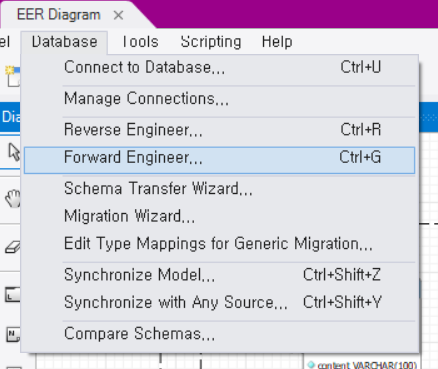 EER Diagram ×
el Database Tools Scripting Help
Connect to Database... Ctrl+U
Manage Connections...
Dia
Reverse Engineer... Ctrl+R
Forward Engineer... Ctrl+G
Schema Transfer Wizard...
Migration Wizard...
Edit Type Mappings for Generic Migration...
Synchronize Model... Ctrl+Shift+Z
Synchronize with Any Source... Ctrl+Shift+Y
Compare Schemas...
content VARCHAR(100)